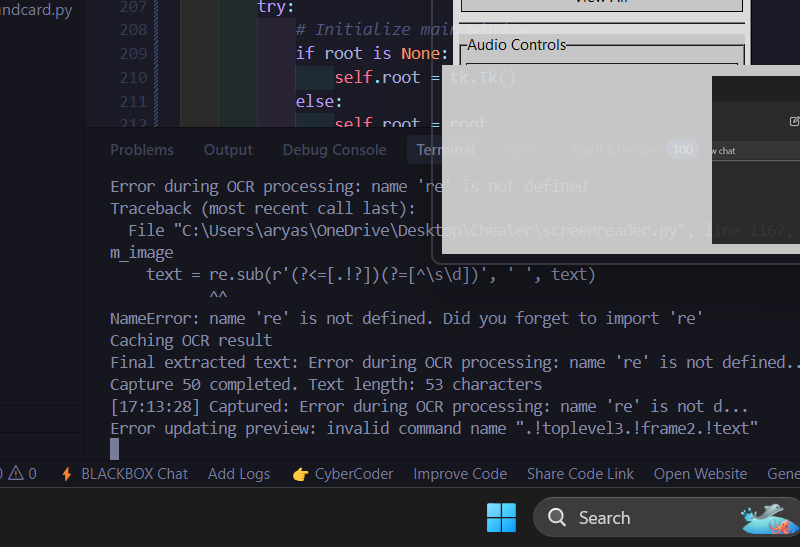 undcard.py
207 try:
208 # Initialize main window
209 if root is None:
210 self.root = tk.Tk()
211 else:
212 self.root = root
View All
Audio Controls
w chat
Problems Output Debug Console Terminal Ports Spell Checker 100
Error during OCR processing: name 're' is not defined
Traceback (most recent call last):
File "C:\Users\aryas\OneDrive\Desktop\Cheater\screenreader.py", line 1167,
m_image
text = re.sub(r'(?<=[.!?])(?=[^\s\d])', ' ', text)
^^
NameError: name 're' is not defined. Did you forget to import 're'
Caching OCR result
Final extracted text: Error during OCR processing: name 're' is not defined..
Capture 50 completed. Text length: 53 characters
[17:13:28] Captured: Error during OCR processing: name 're' is not d...
Error updating preview: invalid command name ".!toplevel3.!frame2.!text"
0 0 BLACKBOX Chat Add Logs 👉 CyberCoder Improve Code Share Code Link Open Website Gene
Search